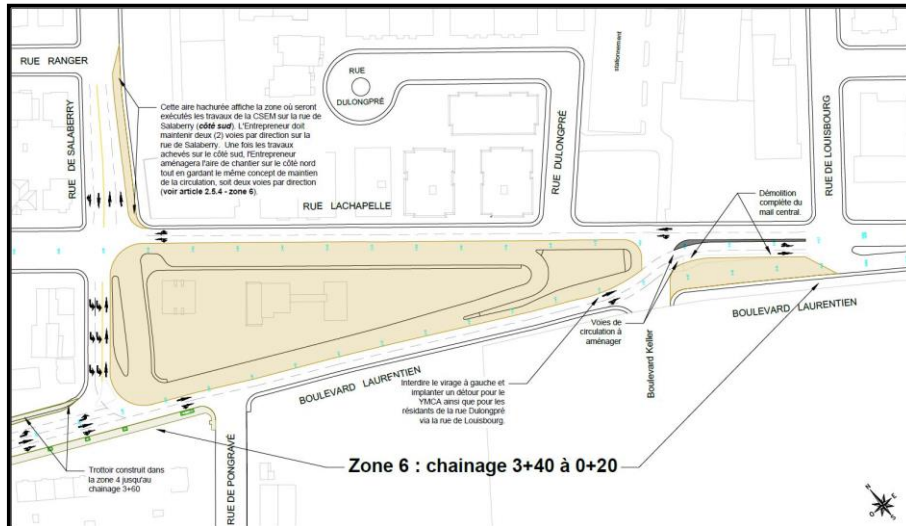 RUE RANGER
RUE DE SALABERRY
Cette aire hachurée affiche la zone où seront
exécutés les travaux de la CSEM sur la rue de
Salaberry (côté sud). L'Entrepreneur doit
maintenir deux (2) voies par direction sur la
rue de Salaberry. Une fois les travaux
achevés sur le côté sud, l'Entrepreneur
aménagera l'aire de chantier sur le côté nord
tout en gardant le même concept de maintien
de la circulation, soit deux voies par direction
(voir article 2.5.4 - zone 6).
RUE
DULONGPRÉ
RUE LACHAPELLE
RUE DULONGPRÉ
stationnement
RUE DE LOUISBOURG
Démolition
complète du
mail central.
Voies de
circulation à
aménager
Boulevard Keller
BOULEVARD LAURENTIEN
BOULEVARD LAURENTIEN
Interdire le virage à gauche et
implanter un détour pour le
YMCA ainsi que pour les
résidants de la rue Dulongpré
via la rue de Louisbourg.
Zone 6 : chainage 3+40 à 0+20
Trottoir construit dans
la zone 4 jusqu'au
chainage 3+60
RUE DE PONGRAVÉ
N
E
S
O